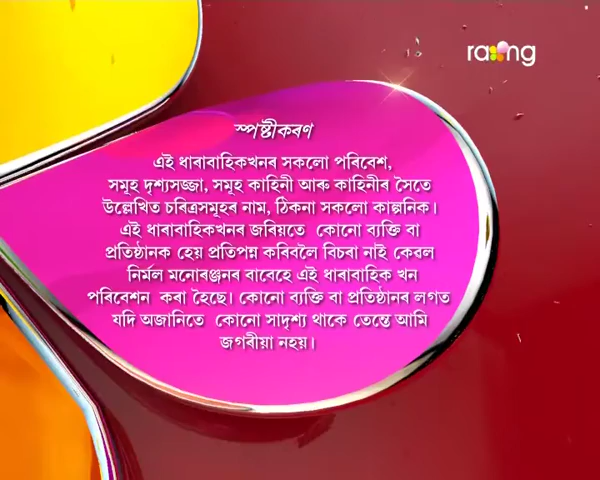 rang
স্পষ্টীকৰণ
এই ধাৰাবাহিকখনৰ সকলো পৰিবেশ,
সমূহ দৃশ্যসজ্জা, সমূহ কাহিনী আৰু কাহিনীৰ সৈতে
উল্লেখিত চৰিত্ৰসমূহৰ নাম, ঠিকনা সকলো কাল্পনিক।
এই ধাৰাবাহিকখনৰ জৰিয়তে কোনো ব্যক্তি বা
প্ৰতিষ্ঠানক হেয় প্ৰতিপন্ন কৰিবলৈ বিচৰা নাই কেৱল
নিৰ্মল মনোৰঞ্জনৰ বাবেহে এই ধাৰাবাহিক খন
পৰিবেশন কৰা হৈছে। কোনো ব্যক্তি বা প্ৰতিষ্ঠানৰ লগত
যদি অজানিতে কোনো সাদৃশ্য থাকে তেন্তে আমি
জগৰীয়া নহয়।